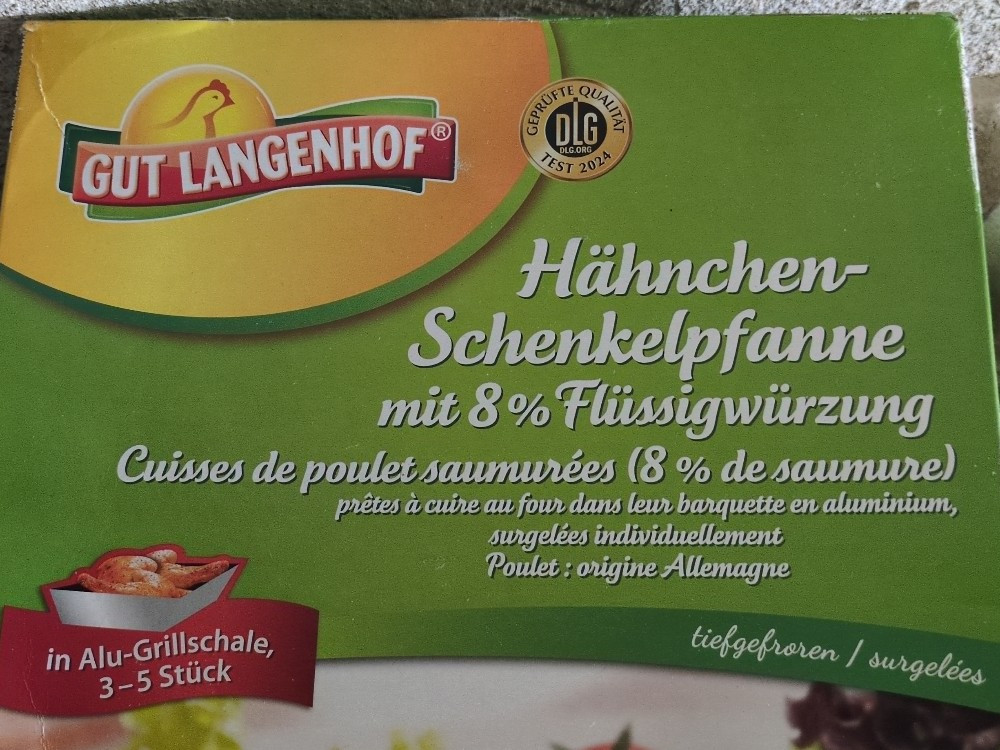 GUT LANGENHOF®
GEPRÜFTE QUALITÄT
DLG
DLG.ORG
TEST 2024
Hähnchen-
Schenkelpfanne
mit 8% Flüssigwürzung
Cuisses de poulet saumurées (8 % de saumure)
prêtes à cuire au four dans leur barquette en aluminium,
surgelées individuellement
Poulet : origine Allemagne
in Alu-Grillschale,
3–5 Stück
tiefgefroren / surgelées